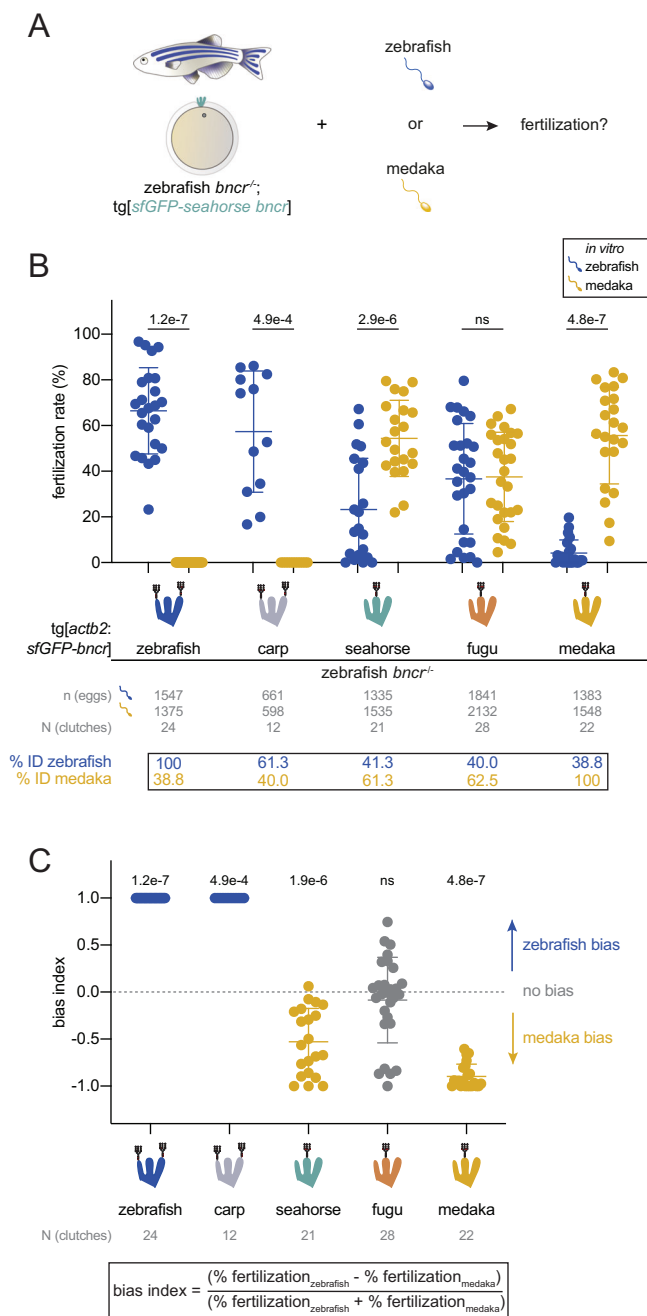 A
zebrafish
or
medaka
+
fertilization?
zebrafish bncr-/-;
tg[sfGFP-seahorse bncr]
B
in vitro
zebrafish
medaka
1.2e-7 4.9e-4 2.9e-6 ns 4.8e-7
fertilization rate (%)
100
80
60
40
20
0
tg[actb2:
sfGFP-bncr]
zebrafish carp seahorse fugu medaka
zebrafish bncr-/-
n (eggs) 1547 661 1335 1841 1383
1375 598 1535 2132 1548
N (clutches) 24 12 21 28 22
% ID zebrafish 100 61.3 41.3 40.0 38.8
% ID medaka 38.8 40.0 61.3 62.5 100
C
1.2e-7 4.9e-4 1.9e-6 ns 4.8e-7
bias index
1.0
0.5
0.0
-0.5
-1.0
zebrafish bias
no bias
medaka bias
zebrafish carp seahorse fugu medaka
N (clutches) 24 12 21 28 22
bias index = (% fertilization zebrafish - % fertilization medaka)
(% fertilization zebrafish + % fertilization medaka)